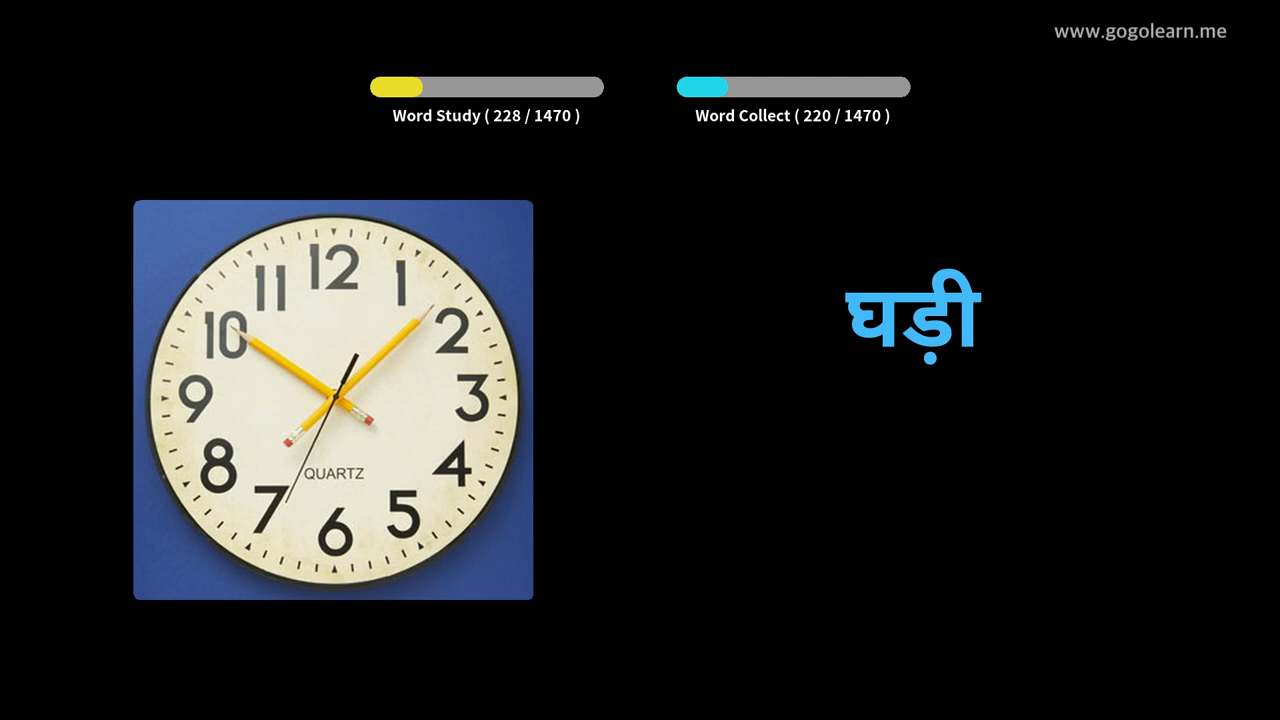 www.gogolearn.me
Word Study ( 228 / 1470 )
Word Collect ( 220 / 1470 )
12
11
1
10
2
9
3
8
4
7
5
6
QUARTZ
घड़ी